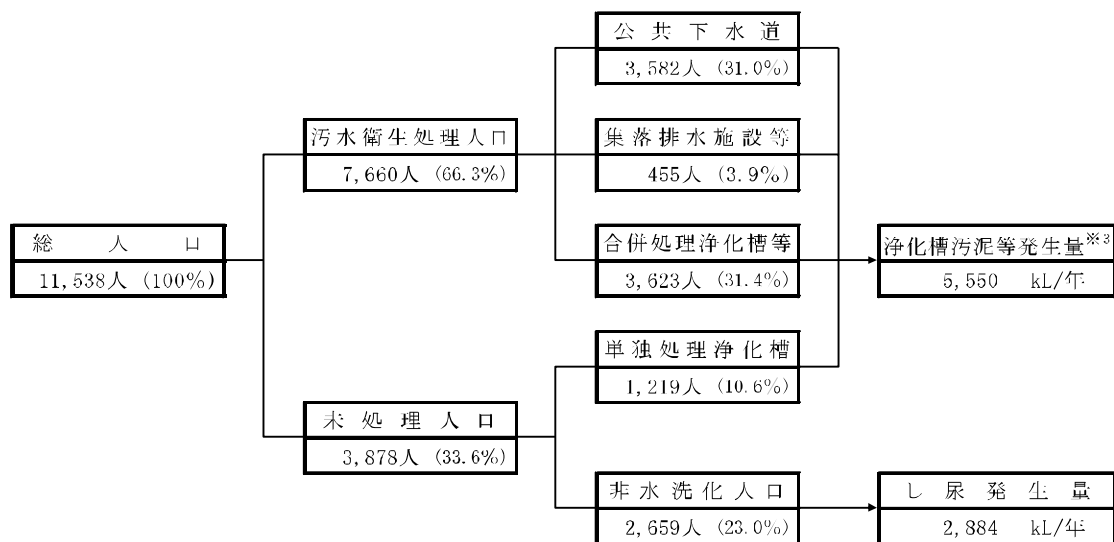 公共下水道
3,582人 (31.0%)
汚水衛生処理人口
7,660人 (66.3%)
集落排水施設等
455人 (3.9%)
総人口
11,538人 (100%)
合併処理浄化槽等
3,623人 (31.4%)
浄化槽汚泥等発生量※3
5,550 kL/年
単独処理浄化槽
1,219人 (10.6%)
未処理人口
3,878人 (33.6%)
非水洗化人口
2,659人 (23.0%)
し尿発生量
2,884 kL/年